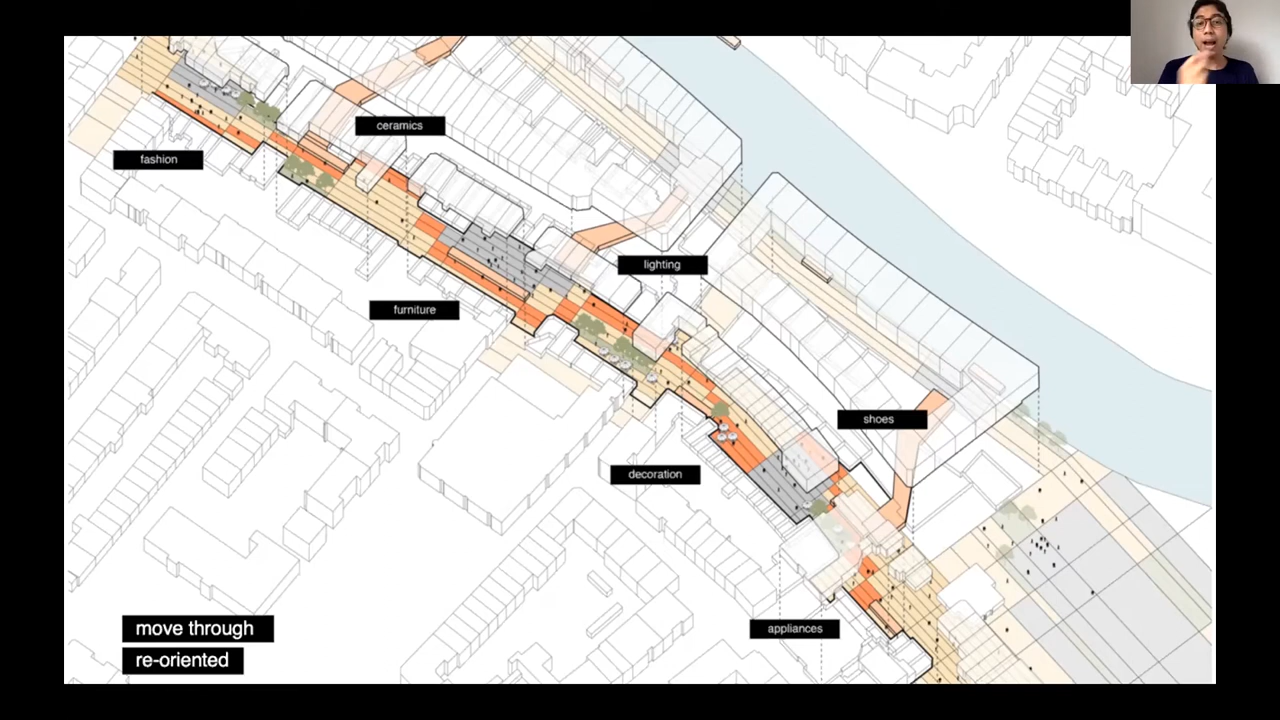 ceramics
fashion
lighting
furniture
shoes
decoration
appliances
move through
re-oriented